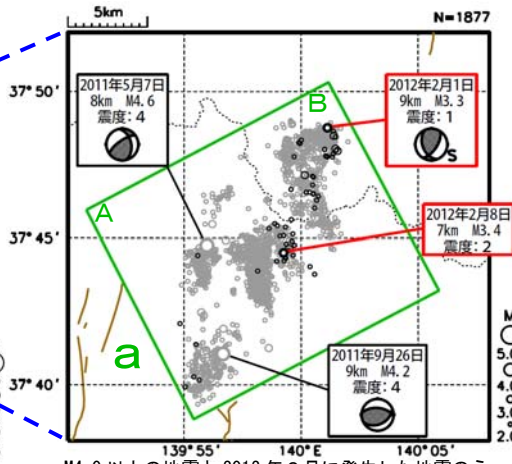 5km
N=1877
37°50′
2011年5月7日
8km M4.6
震度:4
B
2012年2月1日
9km M3.3
震度:1
S
A
2012年2月8日
7km M3.4
震度:2
37°45′
a
2011年9月26日
9km M4.2
震度:4
M
5.0
4.0
3.0
2.0
37°40′
139°55′
140°E
140°05′